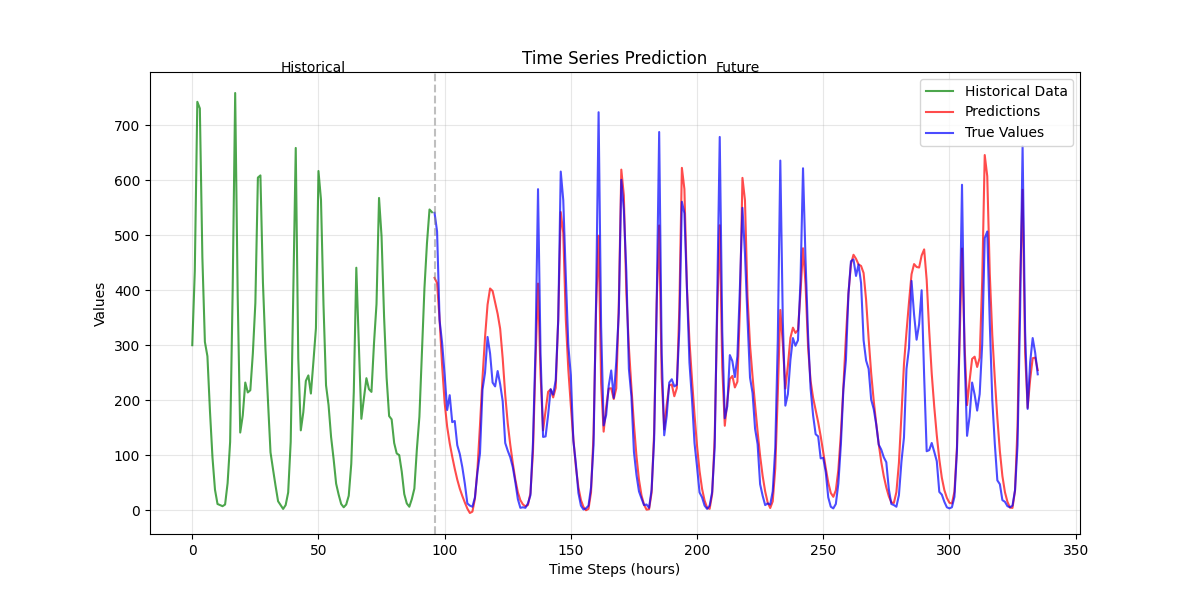 Time Series Prediction
Historical
Future
Historical Data
Predictions
True Values
Values
700
600
500
400
300
200
100
0
0
50
100
150
200
250
300
350
Time Steps (hours)